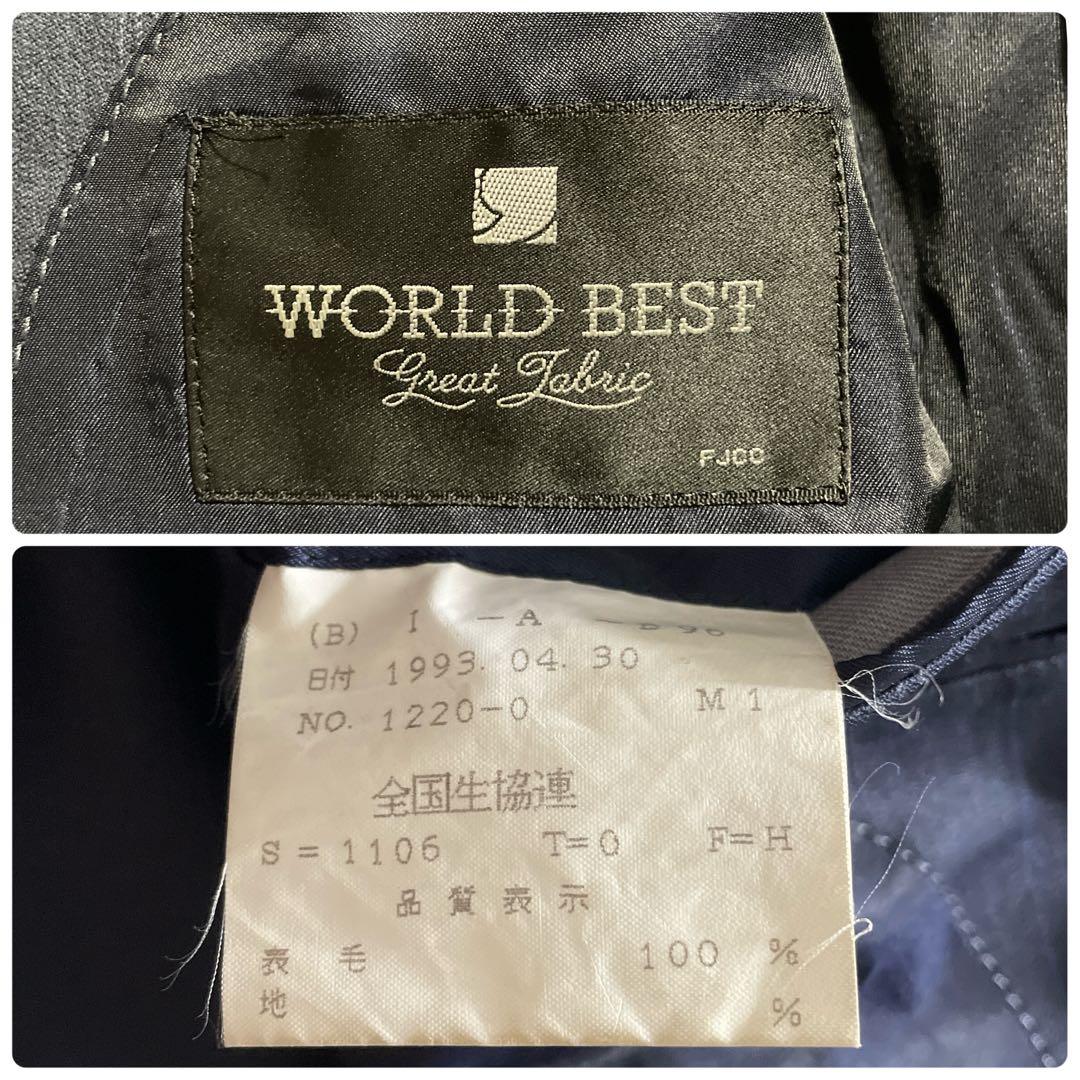 WORLD BEST
Great Fabric
FJCC
(B) I -A
日付 1993. 04. 30
NO. 1220-0 M 1
全国生協連
S = 1106 T=0 F= H
品質表示
表 毛 100 %
地 %